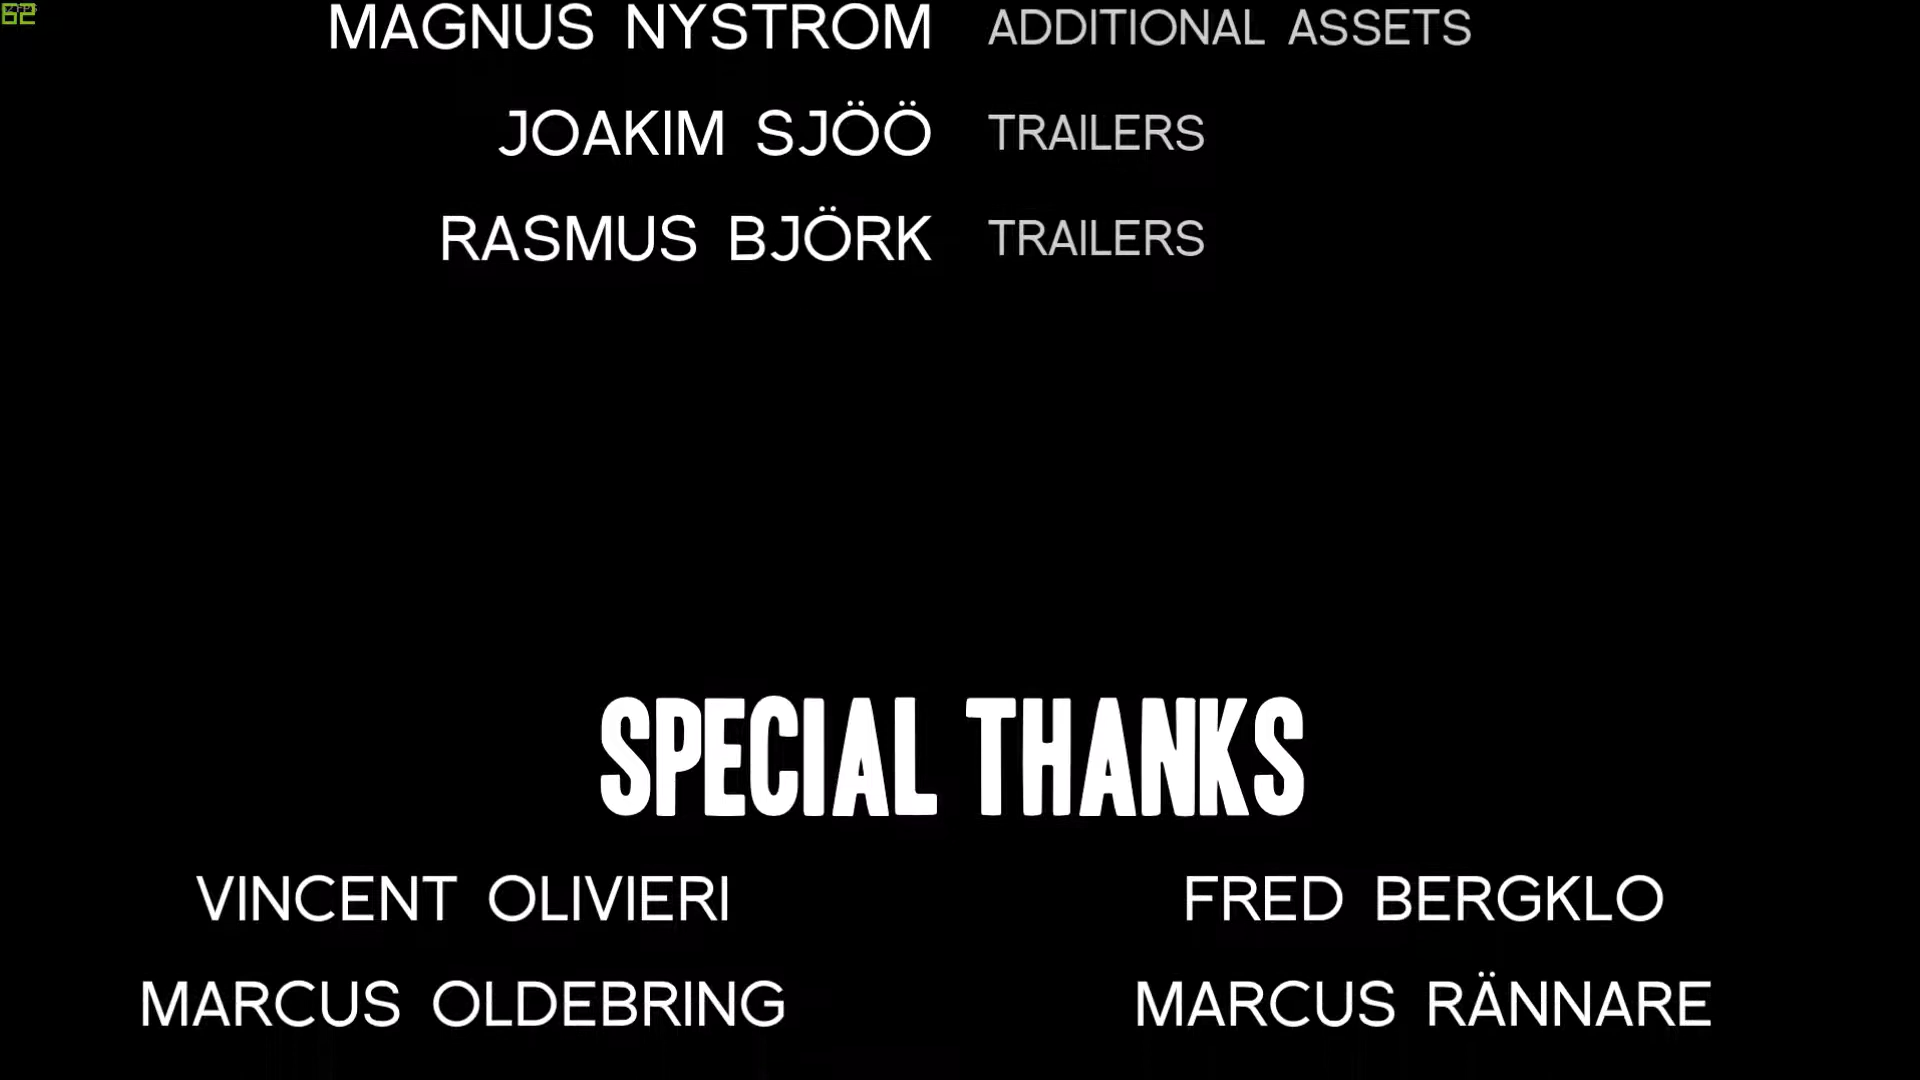 62
MAGNUS NYSTROM ADDITIONAL ASSETS
JOAKIM SJÖÖ TRAILERS
RASMUS BJÖRK TRAILERS
SPECIAL THANKS
VINCENT OLIVIERI FRED BERGKLO
MARCUS OLDEBRING MARCUS RÄNNARE